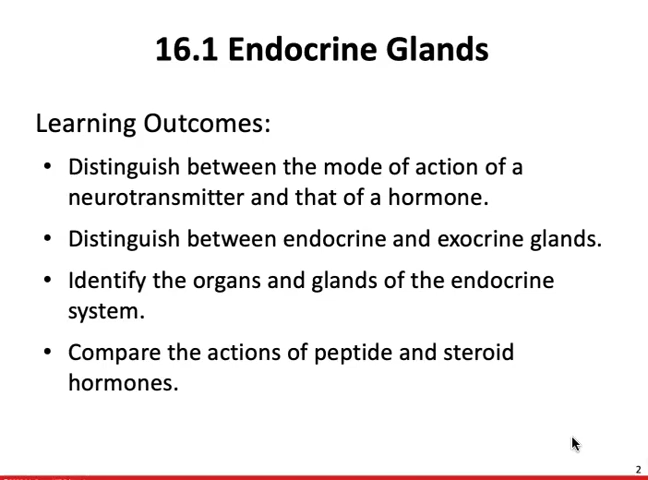 16.1 Endocrine Glands
Learning Outcomes:
• Distinguish between the mode of action of a
neurotransmitter and that of a hormone.
• Distinguish between endocrine and exocrine glands.
• Identify the organs and glands of the endocrine
system.
• Compare the actions of peptide and steroid
hormones.
2